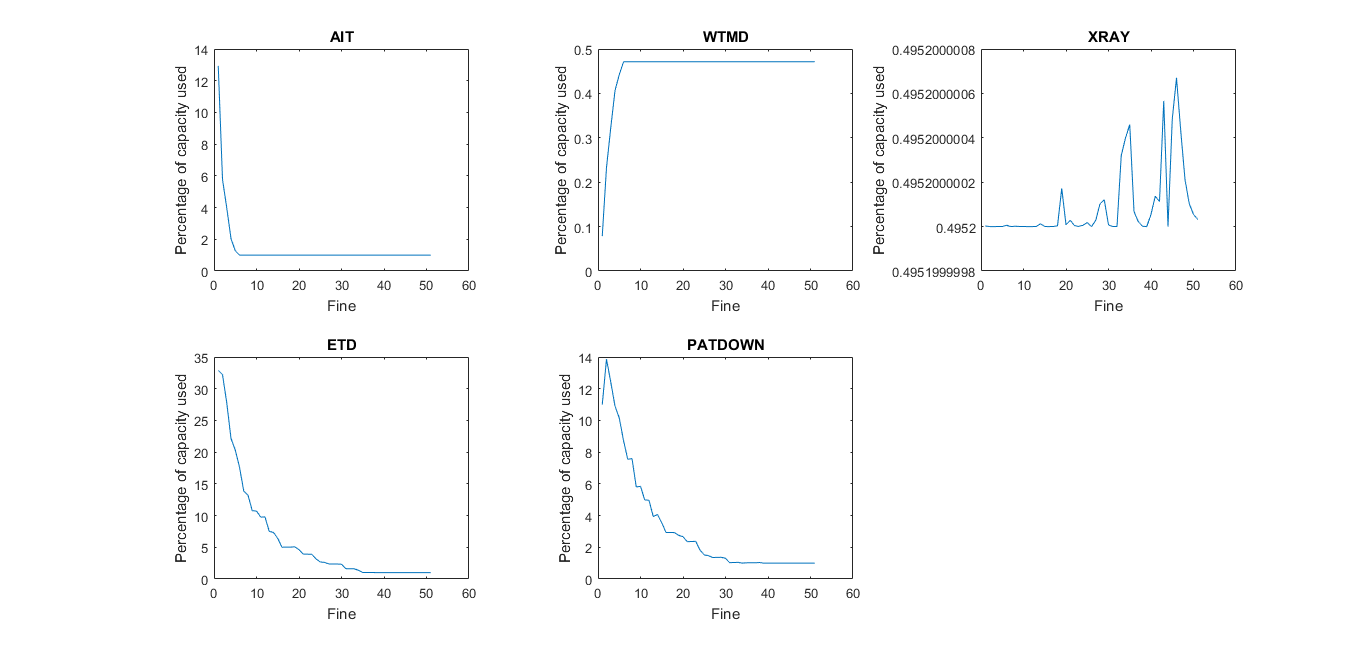 AIT
Percentage of capacity used
14
12
10
8
6
4
2
0
0 10 20 30 40 50 60
Fine
WTMD
Percentage of capacity used
0.5
0.4
0.3
0.2
0.1
0
0 10 20 30 40 50 60
Fine
XRAY
Percentage of capacity used
0.4952000008
0.4952000006
0.4952000004
0.4952000002
0.4952
0.4951999998
0 10 20 30 40 50 60
Fine
ETD
Percentage of capacity used
35
30
25
20
15
10
5
0
0 10 20 30 40 50 60
Fine
PATDOWN
Percentage of capacity used
14
12
10
8
6
4
2
0
0 10 20 30 40 50 60
Fine